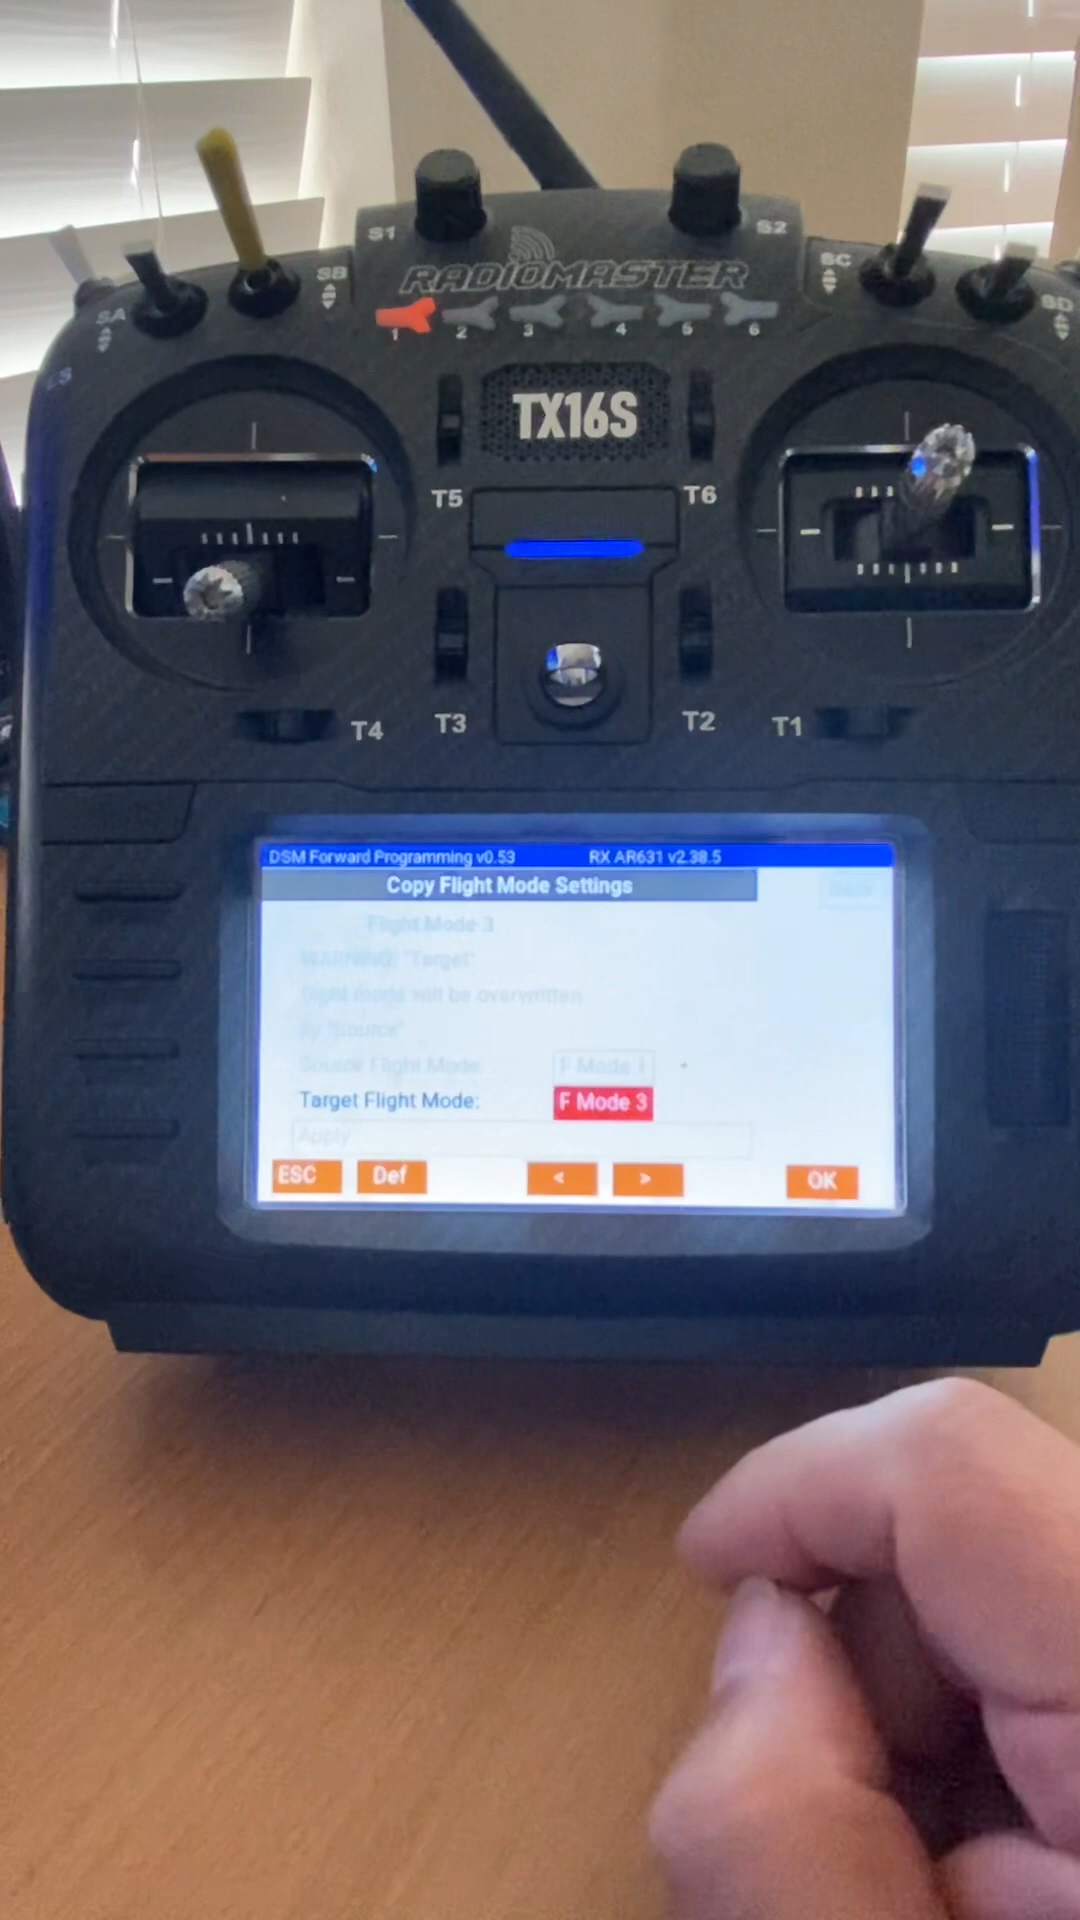 S1
S2
SB
SC
SA
SD
RADIOMASTER
1 2 3 4 5 6
TX16S
T5
T6
T4
T3
T2
T1
DSM Forward Programming v0.53 RX AR631 v2.38.5
Copy Flight Mode Settings
Back
Flight Mode 3
WARNING! "Target"
flight mode will be overwritten
by "Source"
Source Flight Mode: F Mode 1
Target Flight Mode: F Mode 3
Apply
ESC Def < > OK